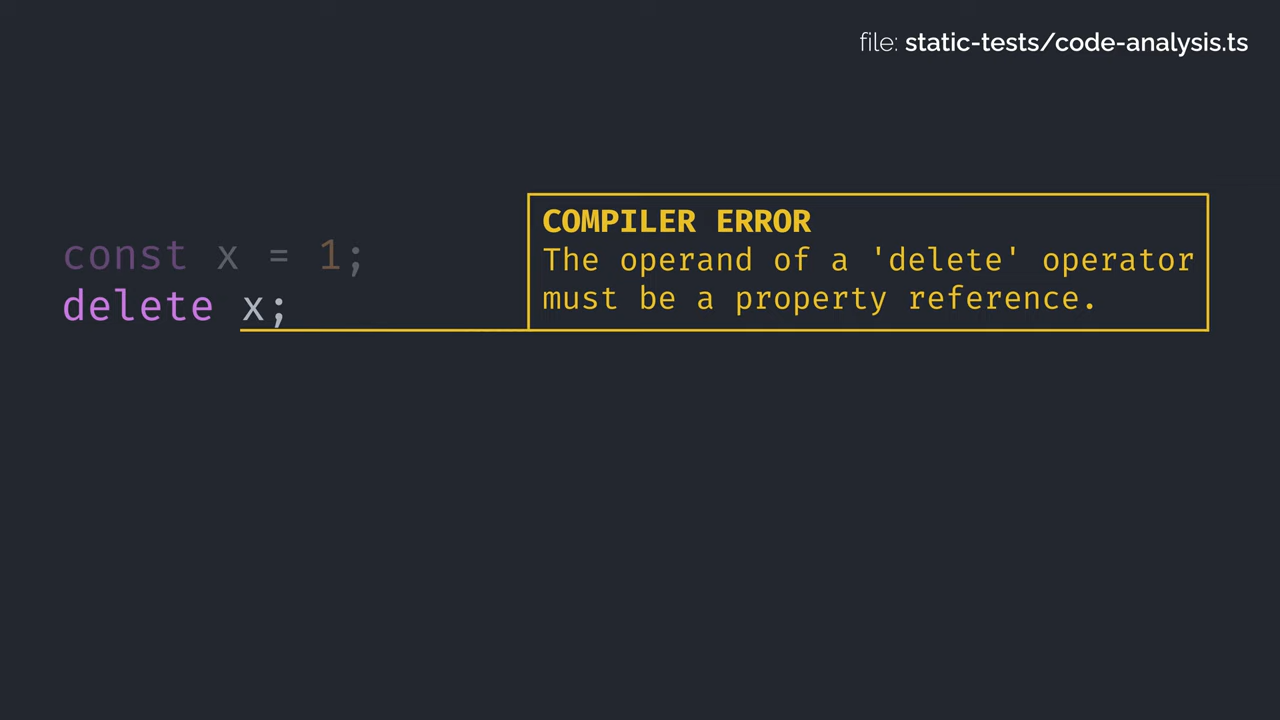 file: static-tests/code-analysis.ts
const x = 1;
delete x;
COMPILER ERROR
The operand of a 'delete' operator
must be a property reference.